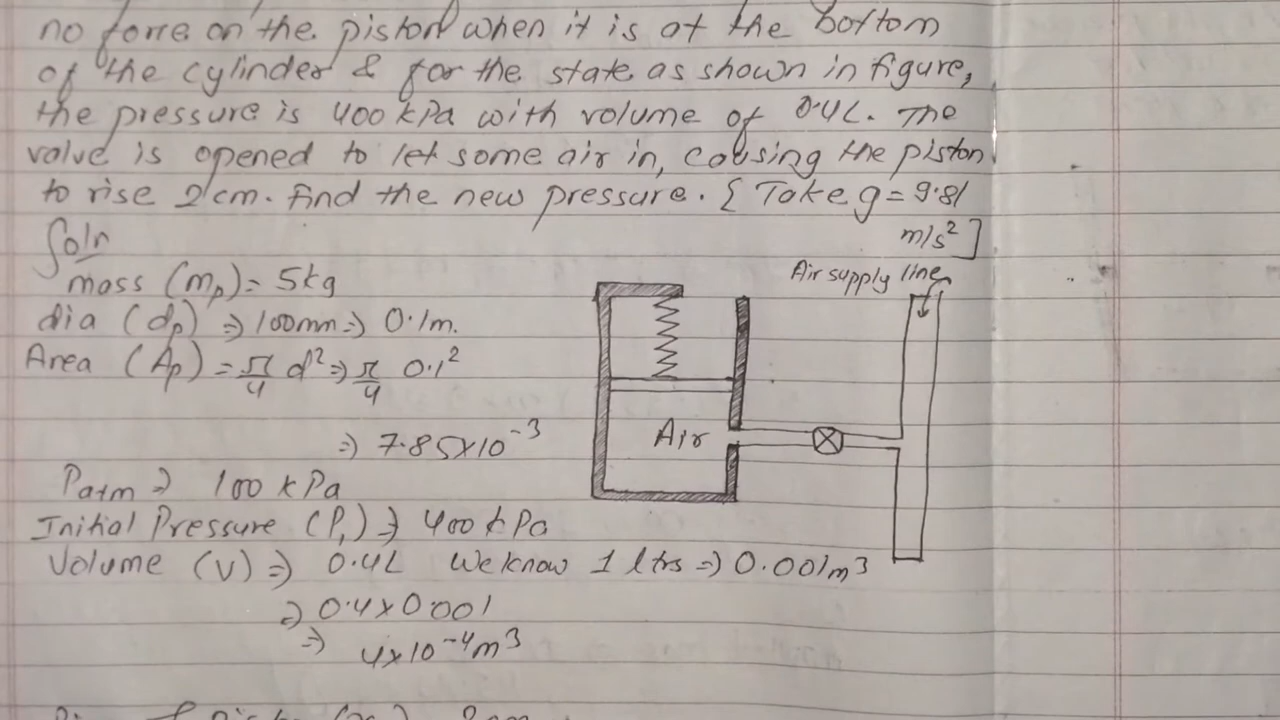 no force on the piston when it is at the bottom
of the cylinder & for the state as shown in figure,
the pressure is 400 kPa with volume of 0.4L. The
valve is opened to let some air in, causing the piston
to rise 2 cm. find the new pressure. [ Take g = 9.81
m/s² ]
Soln
mass (mp) = 5kg
Air supply line
dia (dp) ⇒ 100mm ⇒ 0.1m.
Area (Ap) = π/4 d² ⇒ π/4 0.1²
⇒ 7.85×10⁻³
Air
Patm ⇒ 100 kPa
Initial Pressure (P₁) ⇒ 400 kPa
Volume (V) ⇒ 0.4L We know 1 ltrs ⇒ 0.001m³
⇒ 0.4×0.001
⇒ 4×10⁻⁴m³